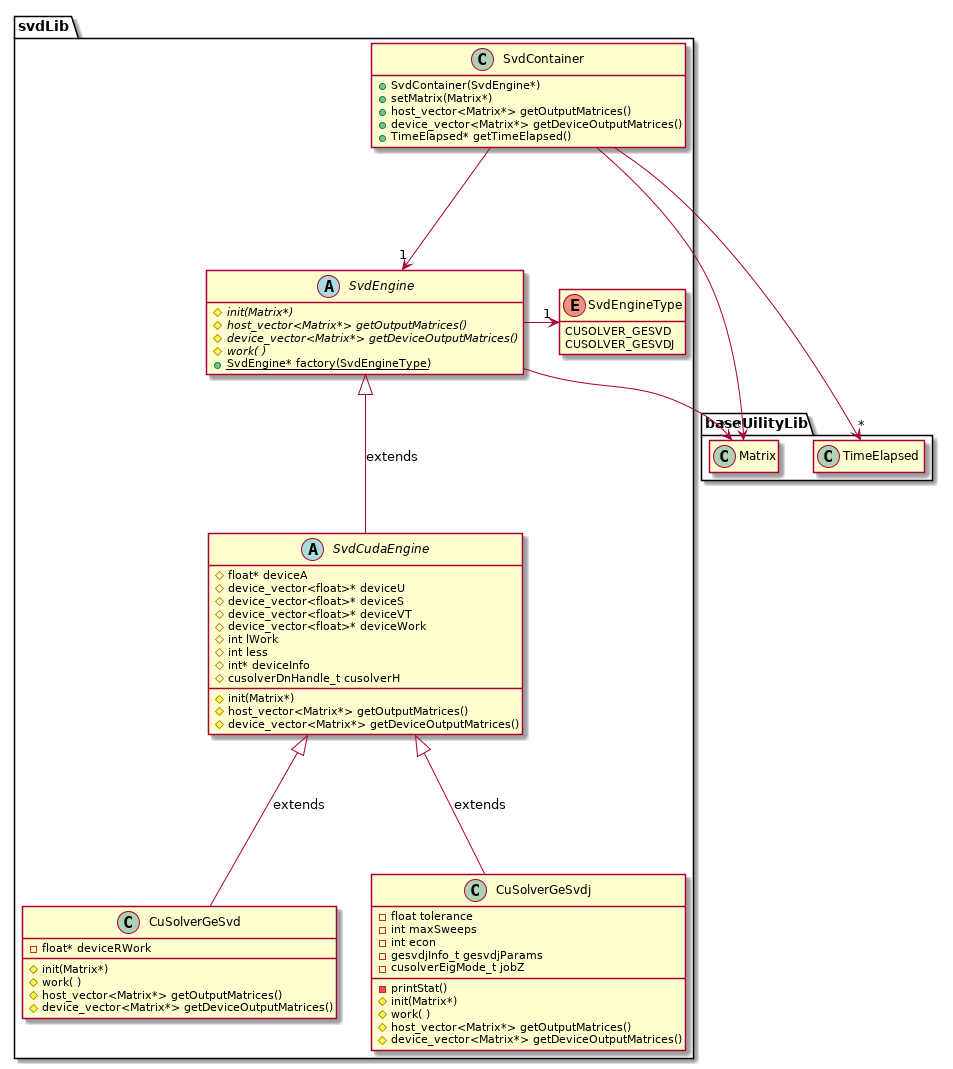 svdLib
C SvdContainer
SvdContainer(SvdEngine*)
setMatrix(Matrix*)
host_vector<Matrix*> getOutputMatrices()
device_vector<Matrix*> getDeviceOutputMatrices()
TimeElapsed* getTimeElapsed()
1
A SvdEngine
init(Matrix*)
host_vector<Matrix*> getOutputMatrices()
device_vector<Matrix*> getDeviceOutputMatrices()
work( )
SvdEngine* factory(SvdEngineType)
1
E SvdEngineType
CUSOLVER_GESVD
CUSOLVER_GESVDJ
baseUilityLib
*
C Matrix
C TimeElapsed
extends
A SvdCudaEngine
float* deviceA
device_vector<float>* deviceU
device_vector<float>* deviceS
device_vector<float>* deviceVT
device_vector<float>* deviceWork
int lWork
int less
int* deviceInfo
cusolverDnHandle_t cusolverH
init(Matrix*)
host_vector<Matrix*> getOutputMatrices()
device_vector<Matrix*> getDeviceOutputMatrices()
extends
extends
C CuSolverGeSvd
float* deviceRWork
init(Matrix*)
work( )
host_vector<Matrix*> getOutputMatrices()
device_vector<Matrix*> getDeviceOutputMatrices()
C CuSolverGeSvdj
float tolerance
int maxSweeps
int econ
gesvdjInfo_t gesvdjParams
cusolverEigMode_t jobZ
printStat()
init(Matrix*)
work( )
host_vector<Matrix*> getOutputMatrices()
device_vector<Matrix*> getDeviceOutputMatrices()